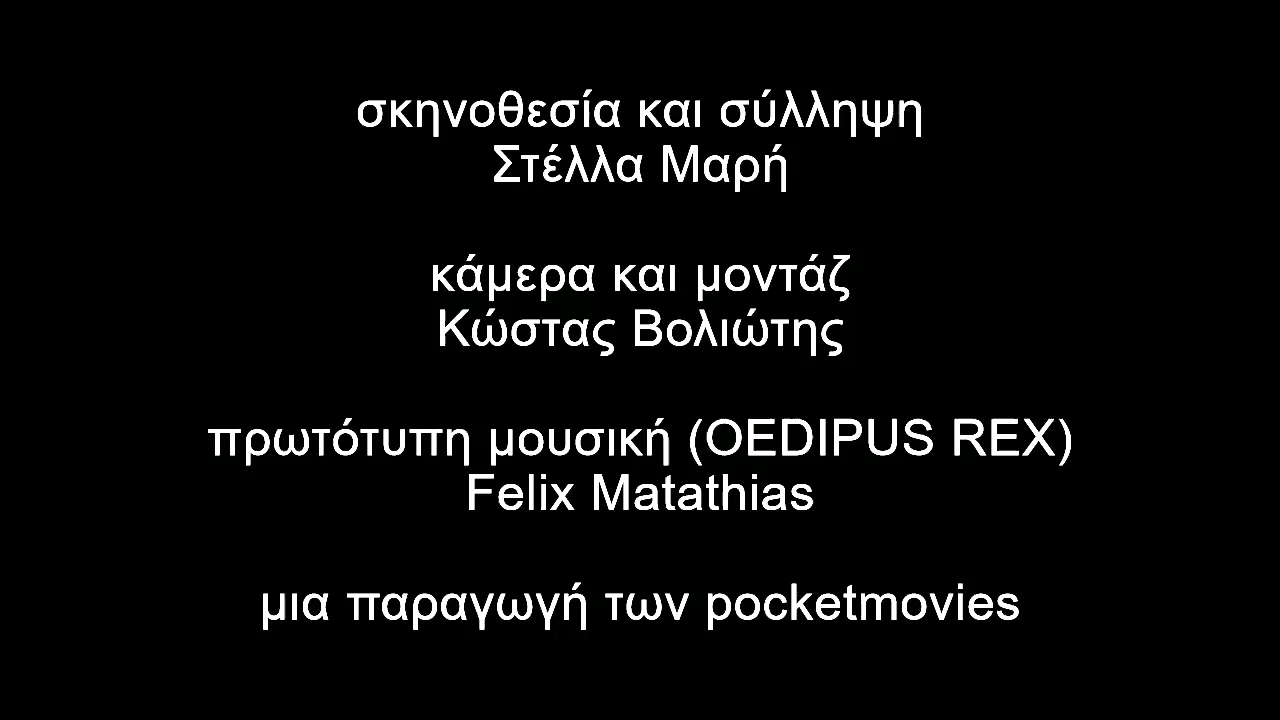 σκηνοθεσία και σύλληψη
Στέλλα Μαρή
κάμερα και μοντάζ
Κώστας Βολιώτης
πρωτότυπη μουσική (OEDIPUS REX)
Felix Matathias
μια παραγωγή των pocketmovies